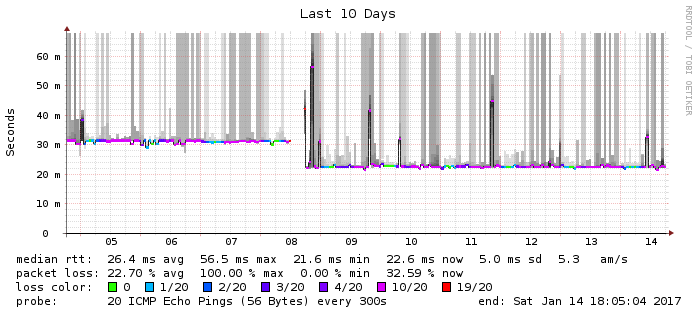 Last 10 Days
RRDTOOL / TOBI OETIKER
Seconds
60 m
50 m
40 m
30 m
20 m
10 m
0
05 06 07 08 09 10 11 12 13 14
median rtt: 26.4 ms avg 56.5 ms max 21.6 ms min 22.6 ms now 5.0 ms sd 5.3 am/s
packet loss: 22.70 % avg 100.00 % max 0.00 % min 32.59 % now
loss color: 0 1/20 2/20 3/20 4/20 10/20 19/20
probe: 20 ICMP Echo Pings (56 Bytes) every 300s end: Sat Jan 14 18:05:04 2017